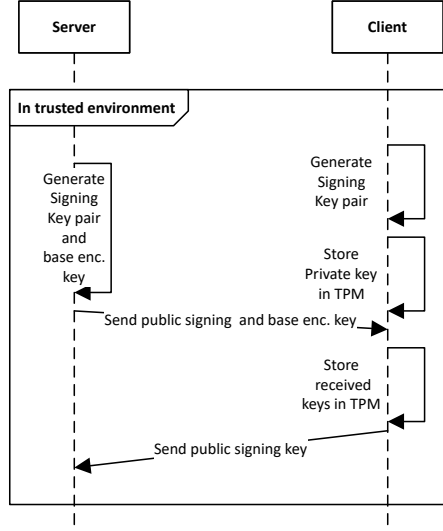 Server
Client
In trusted environment
Generate
Signing
Key pair
and
base enc.
key
Generate
Signing
Key pair
Store
Private key
in TPM
Send public signing  and base enc. key
Store
received
keys in TPM
Send public signing key